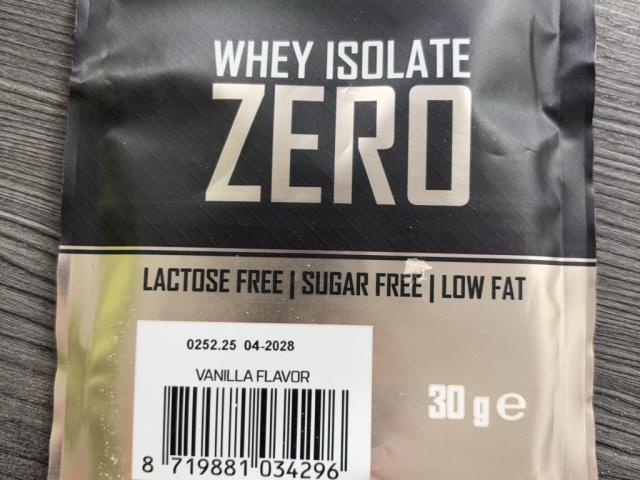 WHEY ISOLATE
ZERO
LACTOSE FREE | SUGAR FREE | LOW FAT
0252.25 04-2028
VANILLA FLAVOR
30 g e
8 719881 034296